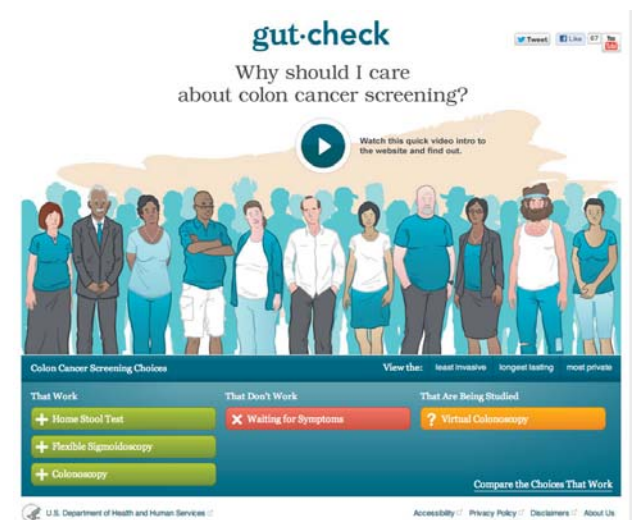 gut·check
Tweet Like 67 You Tube
Why should I care
about colon cancer screening?
Watch this quick video intro to
the website and find out.
Colon Cancer Screening Choices View the: least invasive longest lasting most private
That Work That Don't Work That Are Being Studied
Home Stool Test Waiting for Symptoms ? Virtual Colonoscopy
Flexible Sigmoidoscopy
Colonoscopy
Compare the Choices That Work
U.S. Department of Health and Human Services Accessibility Privacy Policy Disclaimers About Us